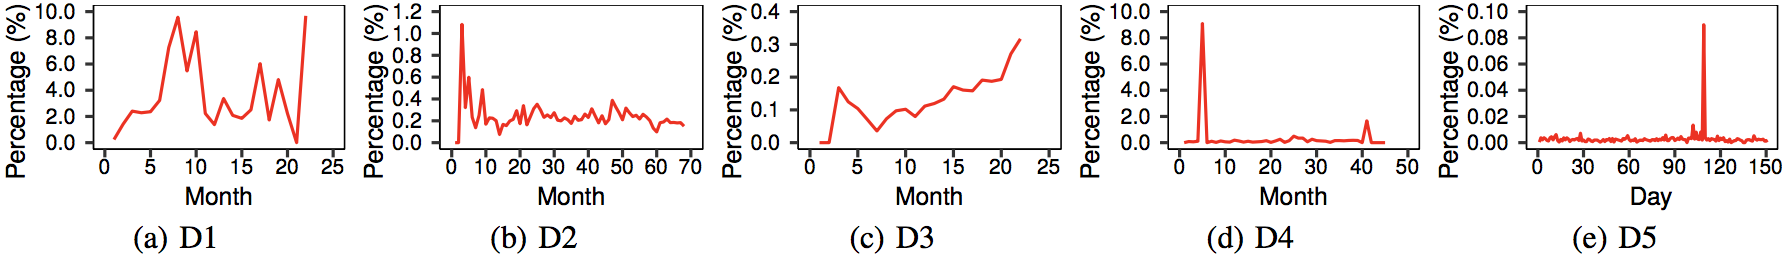 Percentage (%)
10.0
8.0
6.0
4.0
2.0
0.0
0 5 10 15 20 25
Month
(a) D1
Percentage (%)
1.2
1.0
0.8
0.6
0.4
0.2
0.0
0 10 20 30 40 50 60 70
Month
(b) D2
Percentage (%)
0.4
0.3
0.2
0.1
0.0
0 5 10 15 20 25
Month
(c) D3
Percentage (%)
10.0
8.0
6.0
4.0
2.0
0.0
0 10 20 30 40 50
Month
(d) D4
Percentage (%)
0.10
0.08
0.06
0.04
0.02
0.00
0 30 60 90 120 150
Day
(e) D5